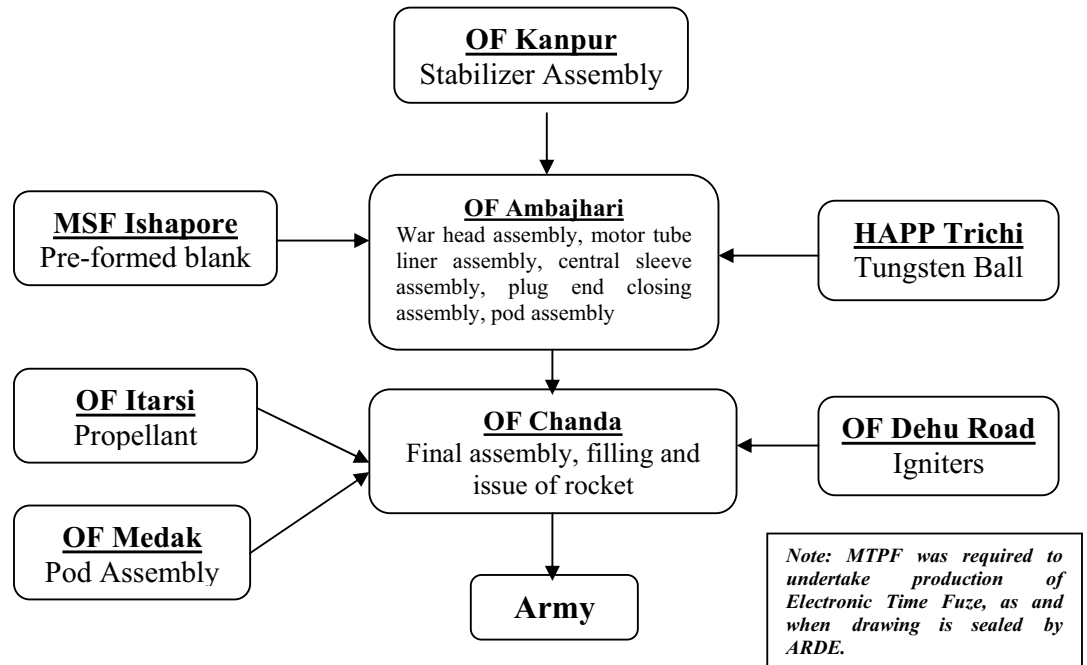 OF Kanpur
Stabilizer Assembly
MSF Ishapore
Pre-formed blank
OF Ambajhari
War head assembly, motor tube
liner assembly, central sleeve
assembly, plug end closing
assembly, pod assembly
HAPP Trichi
Tungsten Ball
OF Itarsi
Propellant
OF Chanda
Final assembly, filling and
issue of rocket
OF Dehu Road
Igniters
OF Medak
Pod Assembly
Army
Note: MTPF was required to
undertake production of
Electronic Time Fuze, as and
when drawing is sealed by
ARDE.